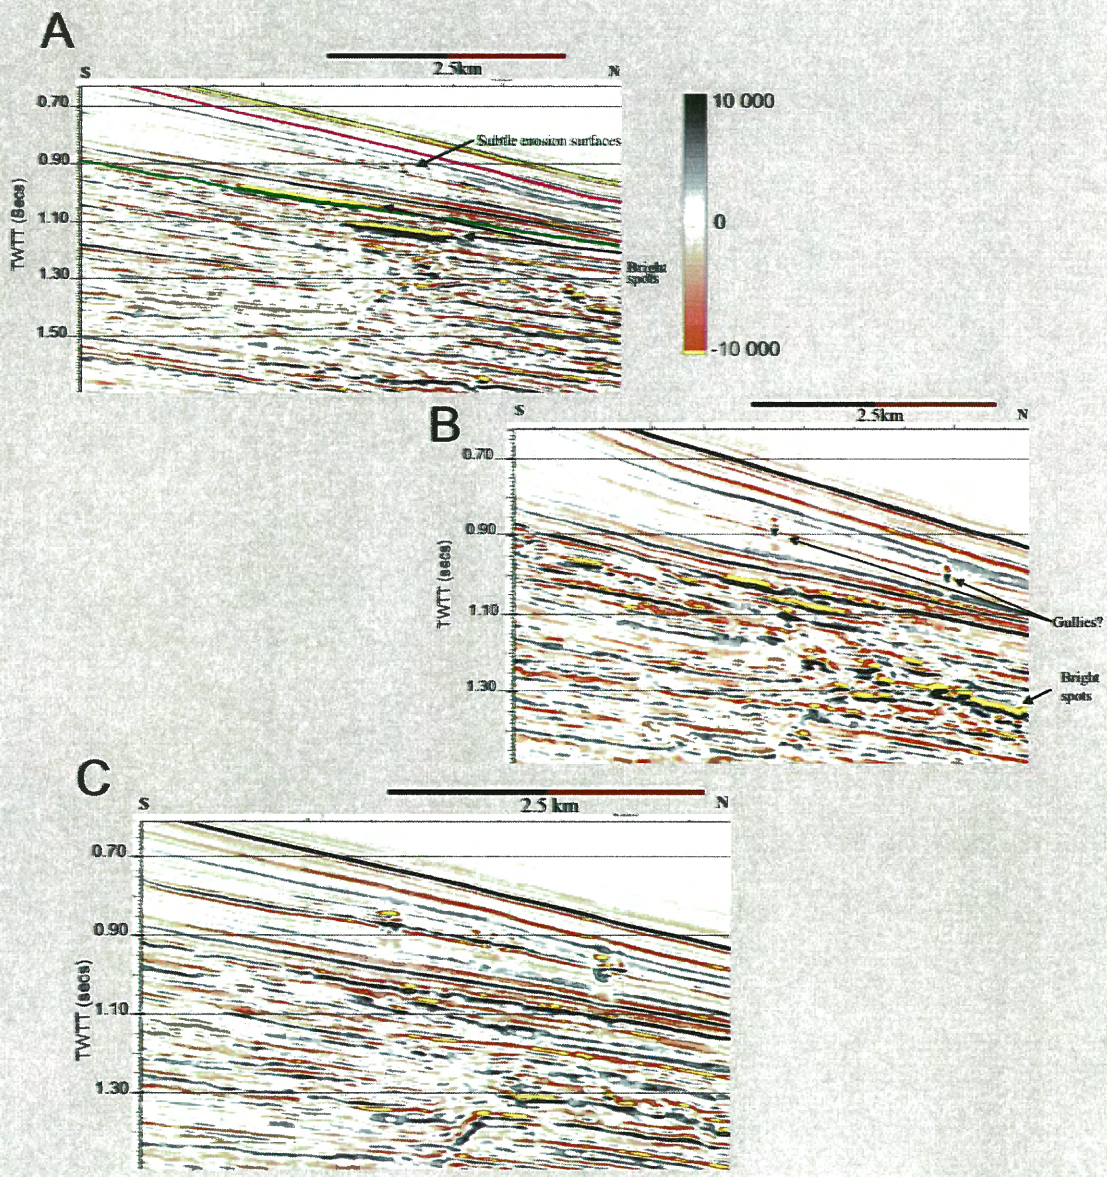 A
2.5km
S N
0.70
Subtle erosion surfaces
0.90
1.10
1.30
1.50
TWTT (Secs)
Bright
spots
10 000
0
-10 000
B
2.5km
S N
0.70
0.90
1.10
1.30
TWTT (secs)
Gullies?
Bright
spots
C
2.5 km
S N
0.70
0.90
1.10
1.30
TWTT (secs)